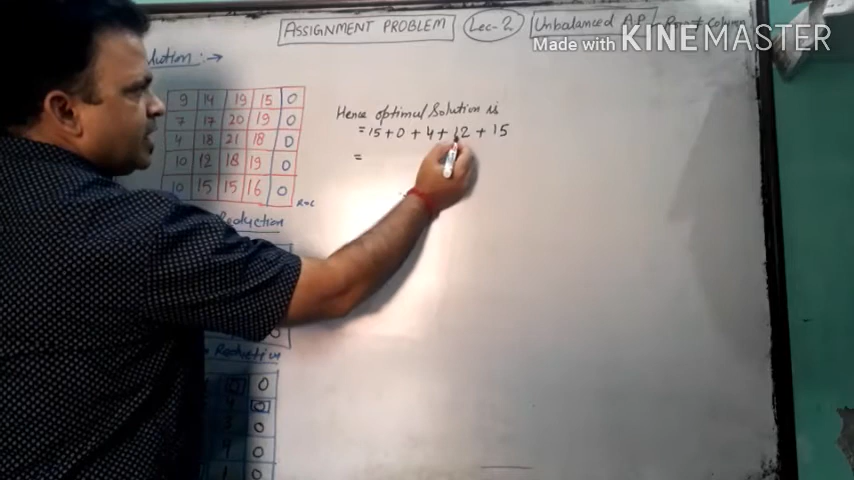 ASSIGNMENT PROBLEM Lec-2 Unbalanced A.P
Made with KINEMASTER
9 14 19 15 0
7 17 20 19 0
4 18 21 18 0
10 12 18 19 0
10 15 15 16 0
R≠C
Hence optimal Solution is
= 15 + 0 + 4 + 12 + 15
=
Reduction
Reduction
0 0
0
0
0
0